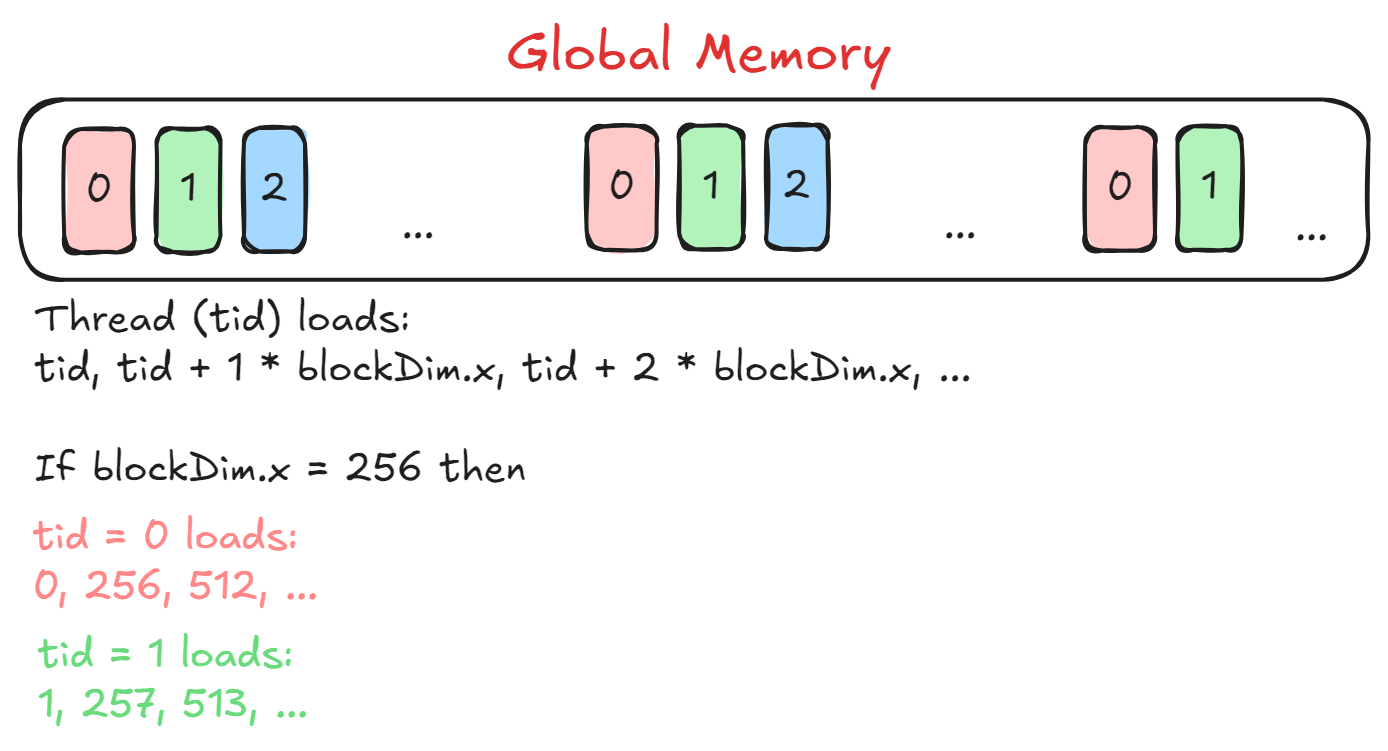 Global Memory
0 1 2 ... 0 1 2 ... 0 1 ...
Thread (tid) loads:
tid, tid + 1 * blockDim.x, tid + 2 * blockDim.x, ...
If blockDim.x = 256 then
tid = 0 loads:
0, 256, 512, ...
tid = 1 loads:
1, 257, 513, ...